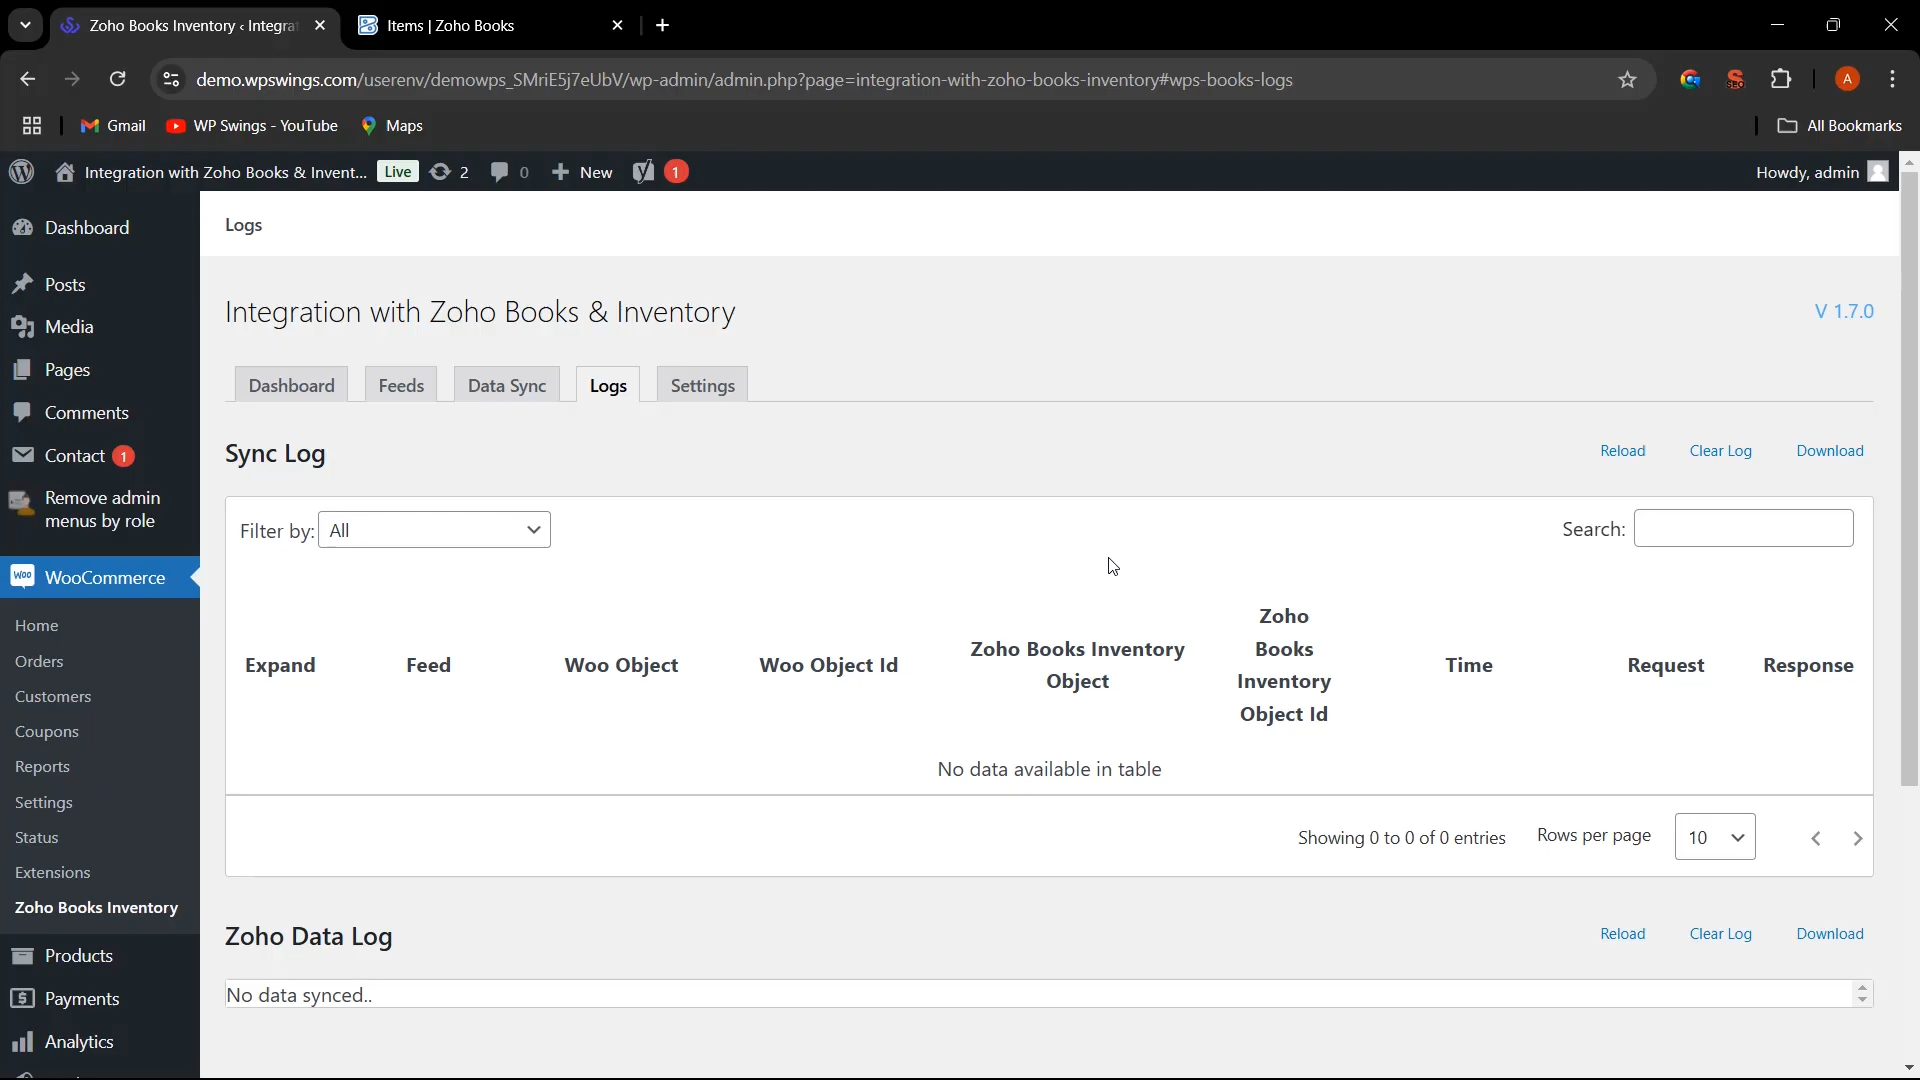 Zoho Books Inventory ‹ Integrat
Items | Zoho Books
demo.wpswings.com/userenv/demowps_SMriE5j7eUbV/wp-admin/admin.php?page=integration-with-zoho-books-inventory#wps-books-logs
SEO
A
Gmail
WP Swings - YouTube
Maps
All Bookmarks
Integration with Zoho Books & Invent... Live 2 0 New 1
Howdy, admin
Dashboard
Posts
Media
Pages
Comments
Contact 1
Remove admin
menus by role
Woo WooCommerce
Home
Orders
Customers
Coupons
Reports
Settings
Status
Extensions
Zoho Books Inventory
Products
Payments
Analytics
Logs
Integration with Zoho Books & Inventory
V 1.7.0
Dashboard Feeds Data Sync Logs Settings
Sync Log
Reload Clear Log Download
Filter by: All
Search:
Expand
Feed
Woo Object
Woo Object Id
Zoho Books Inventory
Object
Zoho
Books
Inventory
Object Id
Time
Request
Response
No data available in table
Showing 0 to 0 of 0 entries Rows per page 10
Zoho Data Log
Reload Clear Log Download
No data synced..